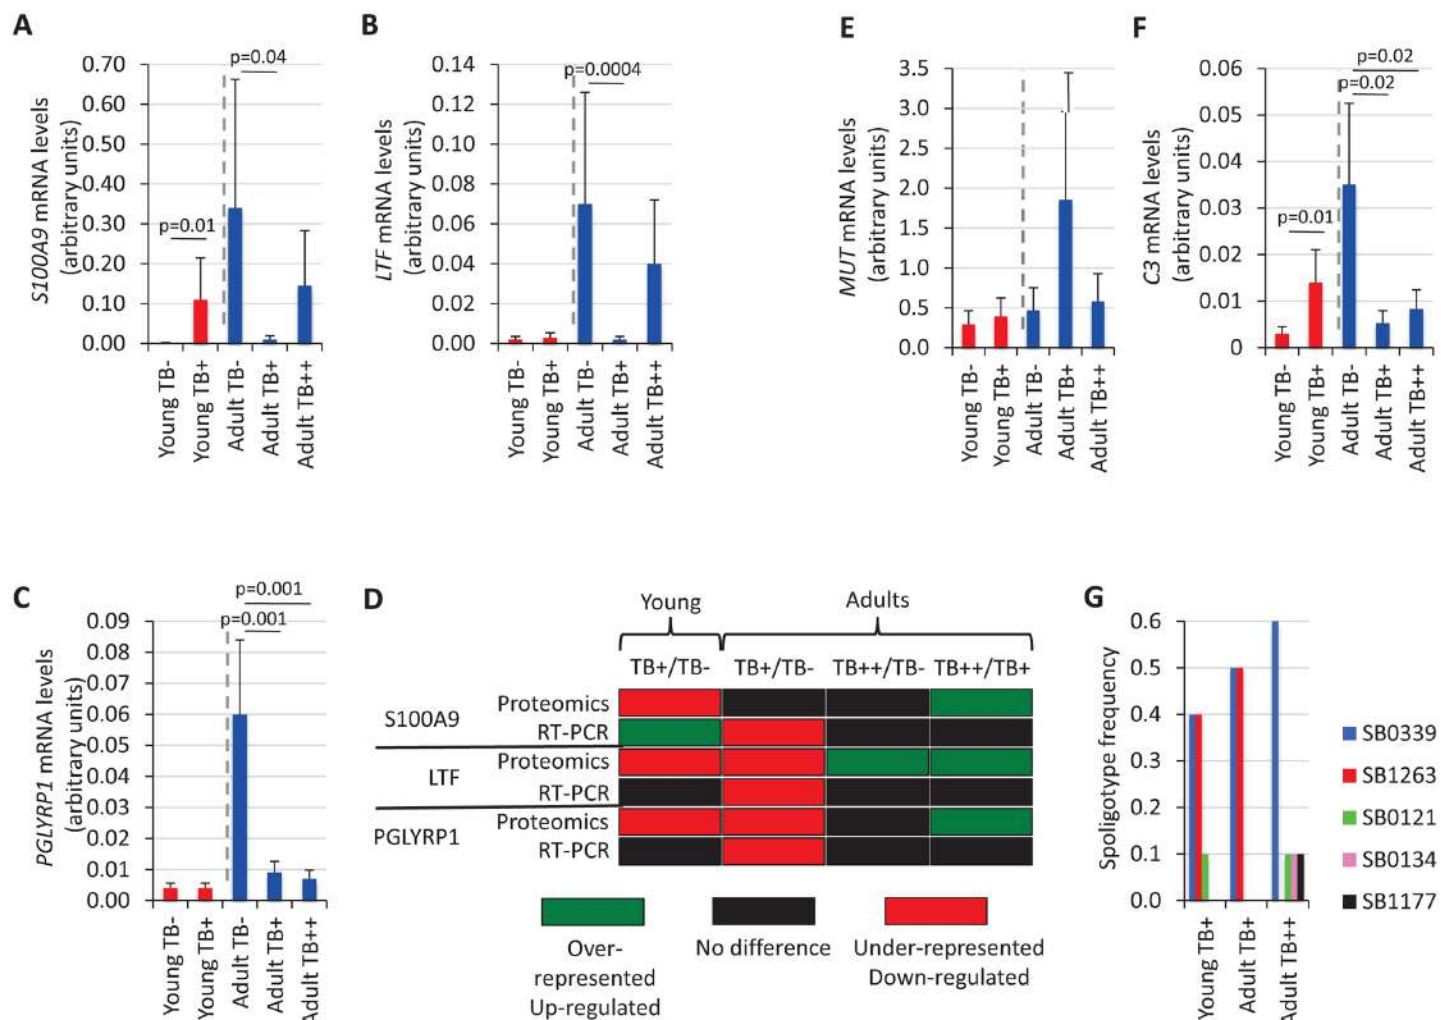 A
S100A9 mRNA levels
(arbitrary units)
0.70
0.60
0.50
0.40
0.30
0.20
0.10
0.00
p=0.01
p=0.04
Young TB-
Young TB+
Adult TB-
Adult TB+
Adult TB++
B
LTF mRNA levels
(arbitrary units)
0.14
0.12
0.10
0.08
0.06
0.04
0.02
0.00
p=0.0004
Young TB-
Young TB+
Adult TB-
Adult TB+
Adult TB++
E
MUT mRNA levels
(arbitrary units)
3.5
3.0
2.5
2.0
1.5
1.0
0.5
0.0
Young TB-
Young TB+
Adult TB-
Adult TB+
Adult TB++
F
C3 mRNA levels
(arbitrary units)
0.06
0.05
0.04
0.03
0.02
0.01
0
p=0.01
p=0.02
p=0.02
Young TB-
Young TB+
Adult TB-
Adult TB+
Adult TB++
C
PGLYRP1 mRNA levels
(arbitrary units)
0.09
0.08
0.07
0.06
0.05
0.04
0.03
0.02
0.01
0.00
p=0.001
p=0.001
Young TB-
Young TB+
Adult TB-
Adult TB+
Adult TB++
D
Young
Adults
TB+/TB-
TB+/TB-
TB++/TB-
TB++/TB+
S100A9
Proteomics
RT-PCR
LTF
Proteomics
RT-PCR
PGLYRP1
Proteomics
RT-PCR
Over-
represented
Up-regulated
No difference
Under-represented
Down-regulated
G
Spoligotype frequency
0.6
0.5
0.4
0.3
0.2
0.1
0.0
Young TB+
Adult TB+
Adult TB++
SB0339
SB1263
SB0121
SB0134
SB1177